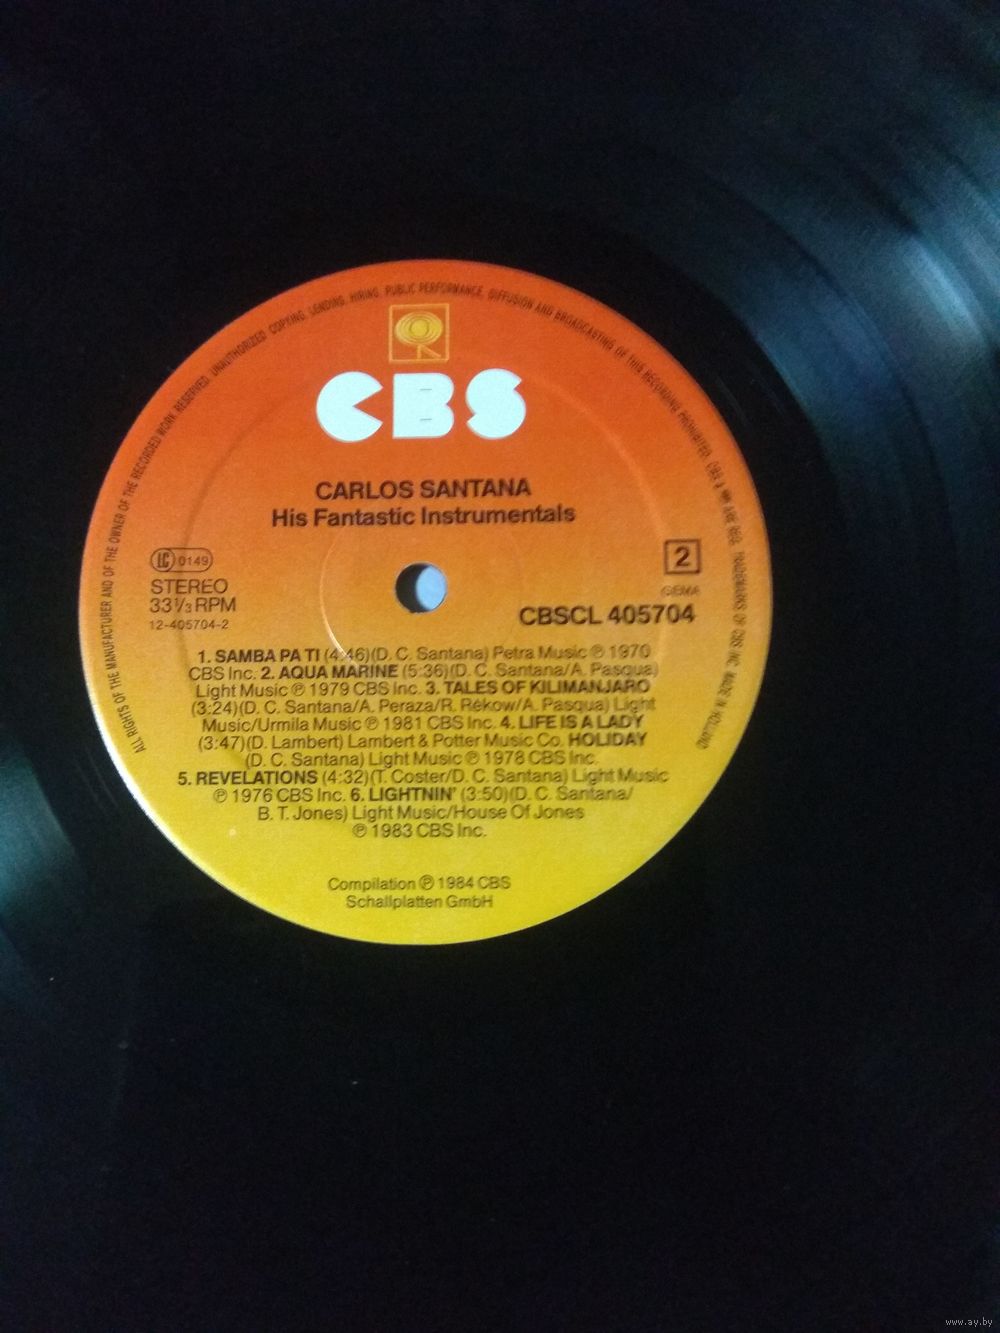 ALL RIGHTS OF THE MANUFACTURER AND OF THE OWNER OF THE RECORDED WORK RESERVED. UNAUTHORIZED COPYING, LENDING, HIRING, PUBLIC PERFORMANCE, DIFFUSION AND BROADCASTING OF THIS RECORDING PROHIBITED. CBS & ARE REG. TRADEMARKS OF CBS INC. MADE IN HOLLAND
CBS
CARLOS SANTANA
His Fantastic Instrumentals
LC 0149
STEREO
33⅓ RPM
12-405704-2
2
GEMA
CBSCL 405704
1. SAMBA PA TI (4:46)(D. C. Santana) Petra Music ℗ 1970
CBS Inc. 2. AQUA MARINE (5:36)(D. C. Santana/A. Pasqua)
Light Music ℗ 1979 CBS Inc. 3. TALES OF KILIMANJARO
(3:24)(D. C. Santana/A. Peraza/R. Rekow/A. Pasqua) Light
Music/Urmila Music ℗ 1981 CBS Inc. 4. LIFE IS A LADY
(3:47)(D. Lambert) Lambert & Potter Music Co. HOLIDAY
(D. C. Santana) Light Music ℗ 1978 CBS Inc.
5. REVELATIONS (4:32)(T. Coster/D. C. Santana) Light Music
℗ 1976 CBS Inc. 6. LIGHTNIN' (3:50)(D. C. Santana/
B. T. Jones) Light Music/House Of Jones
℗ 1983 CBS Inc.
Compilation ℗ 1984 CBS
Schallplatten GmbH
www.ay.by